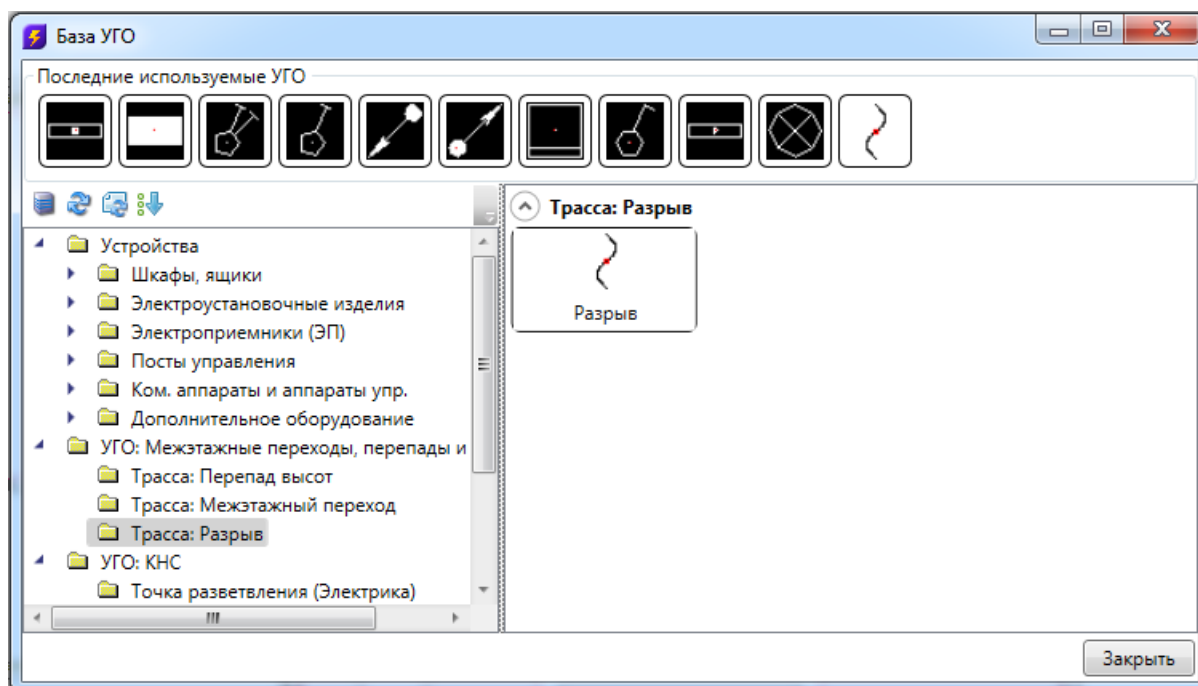 База УГО
Последние используемые УГО
Устройства
Шкафы, ящики
Электроустановочные изделия
Электроприемники (ЭП)
Посты управления
Ком. аппараты и аппараты упр.
Дополнительное оборудование
УГО: Межэтажные переходы, перепады и
Трасса: Перепад высот
Трасса: Межэтажный переход
Трасса: Разрыв
УГО: КНС
Точка разветвления (Электрика)
Трасса: Разрыв
Разрыв
Закрыть